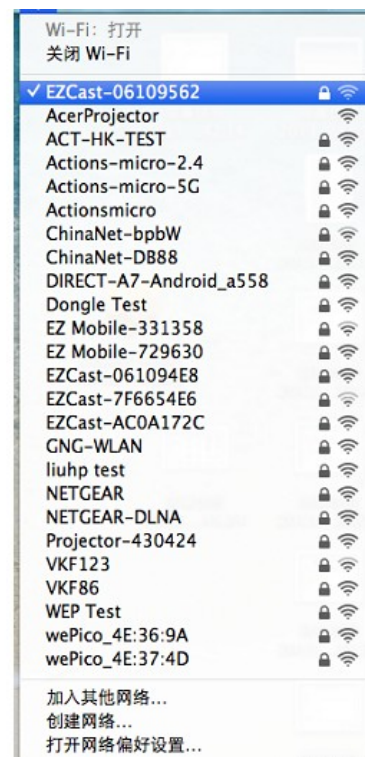 Wi-Fi：打开
关闭 Wi-Fi
✓ EZCast-06109562
AcerProjector
ACT-HK-TEST
Actions-micro-2.4
Actions-micro-5G
Actionsmicro
ChinaNet-bpbW
ChinaNet-DB88
DIRECT-A7-Android_a558
Dongle Test
EZ Mobile-331358
EZ Mobile-729630
EZCast-061094E8
EZCast-7F6654E6
EZCast-AC0A172C
GNG-WLAN
liuhp test
NETGEAR
NETGEAR-DLNA
Projector-430424
VKF123
VKF86
WEP Test
wePico_4E:36:9A
wePico_4E:37:4D
加入其他网络...
创建网络...
打开网络偏好设置...